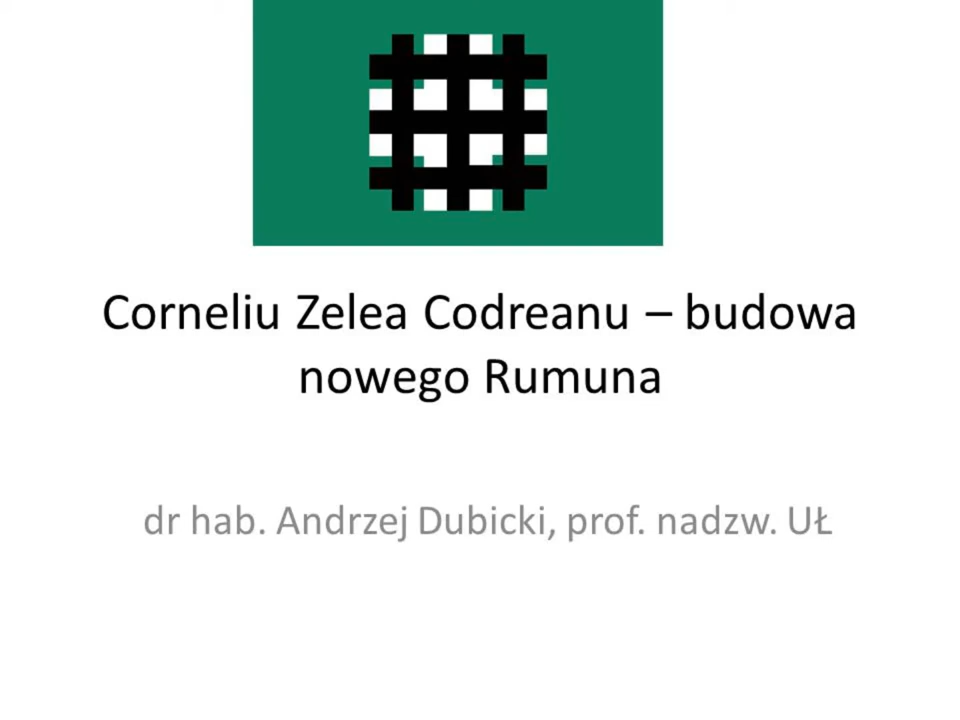 Corneliu Zelea Codreanu – budowa
nowego Rumuna
dr hab. Andrzej Dubicki, prof. nadzw. UŁ